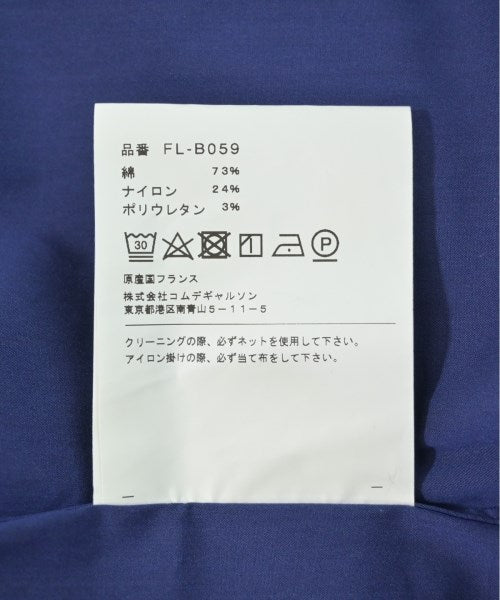 品番 FL-B059
綿 73%
ナイロン 24%
ポリウレタン 3%
30 P
原産国フランス
株式会社コムデギャルソン
東京都港区南青山5-11-5
クリーニングの際、必ずネットを使用して下さい。
アイロン掛けの際、必ず当て布をして下さい。